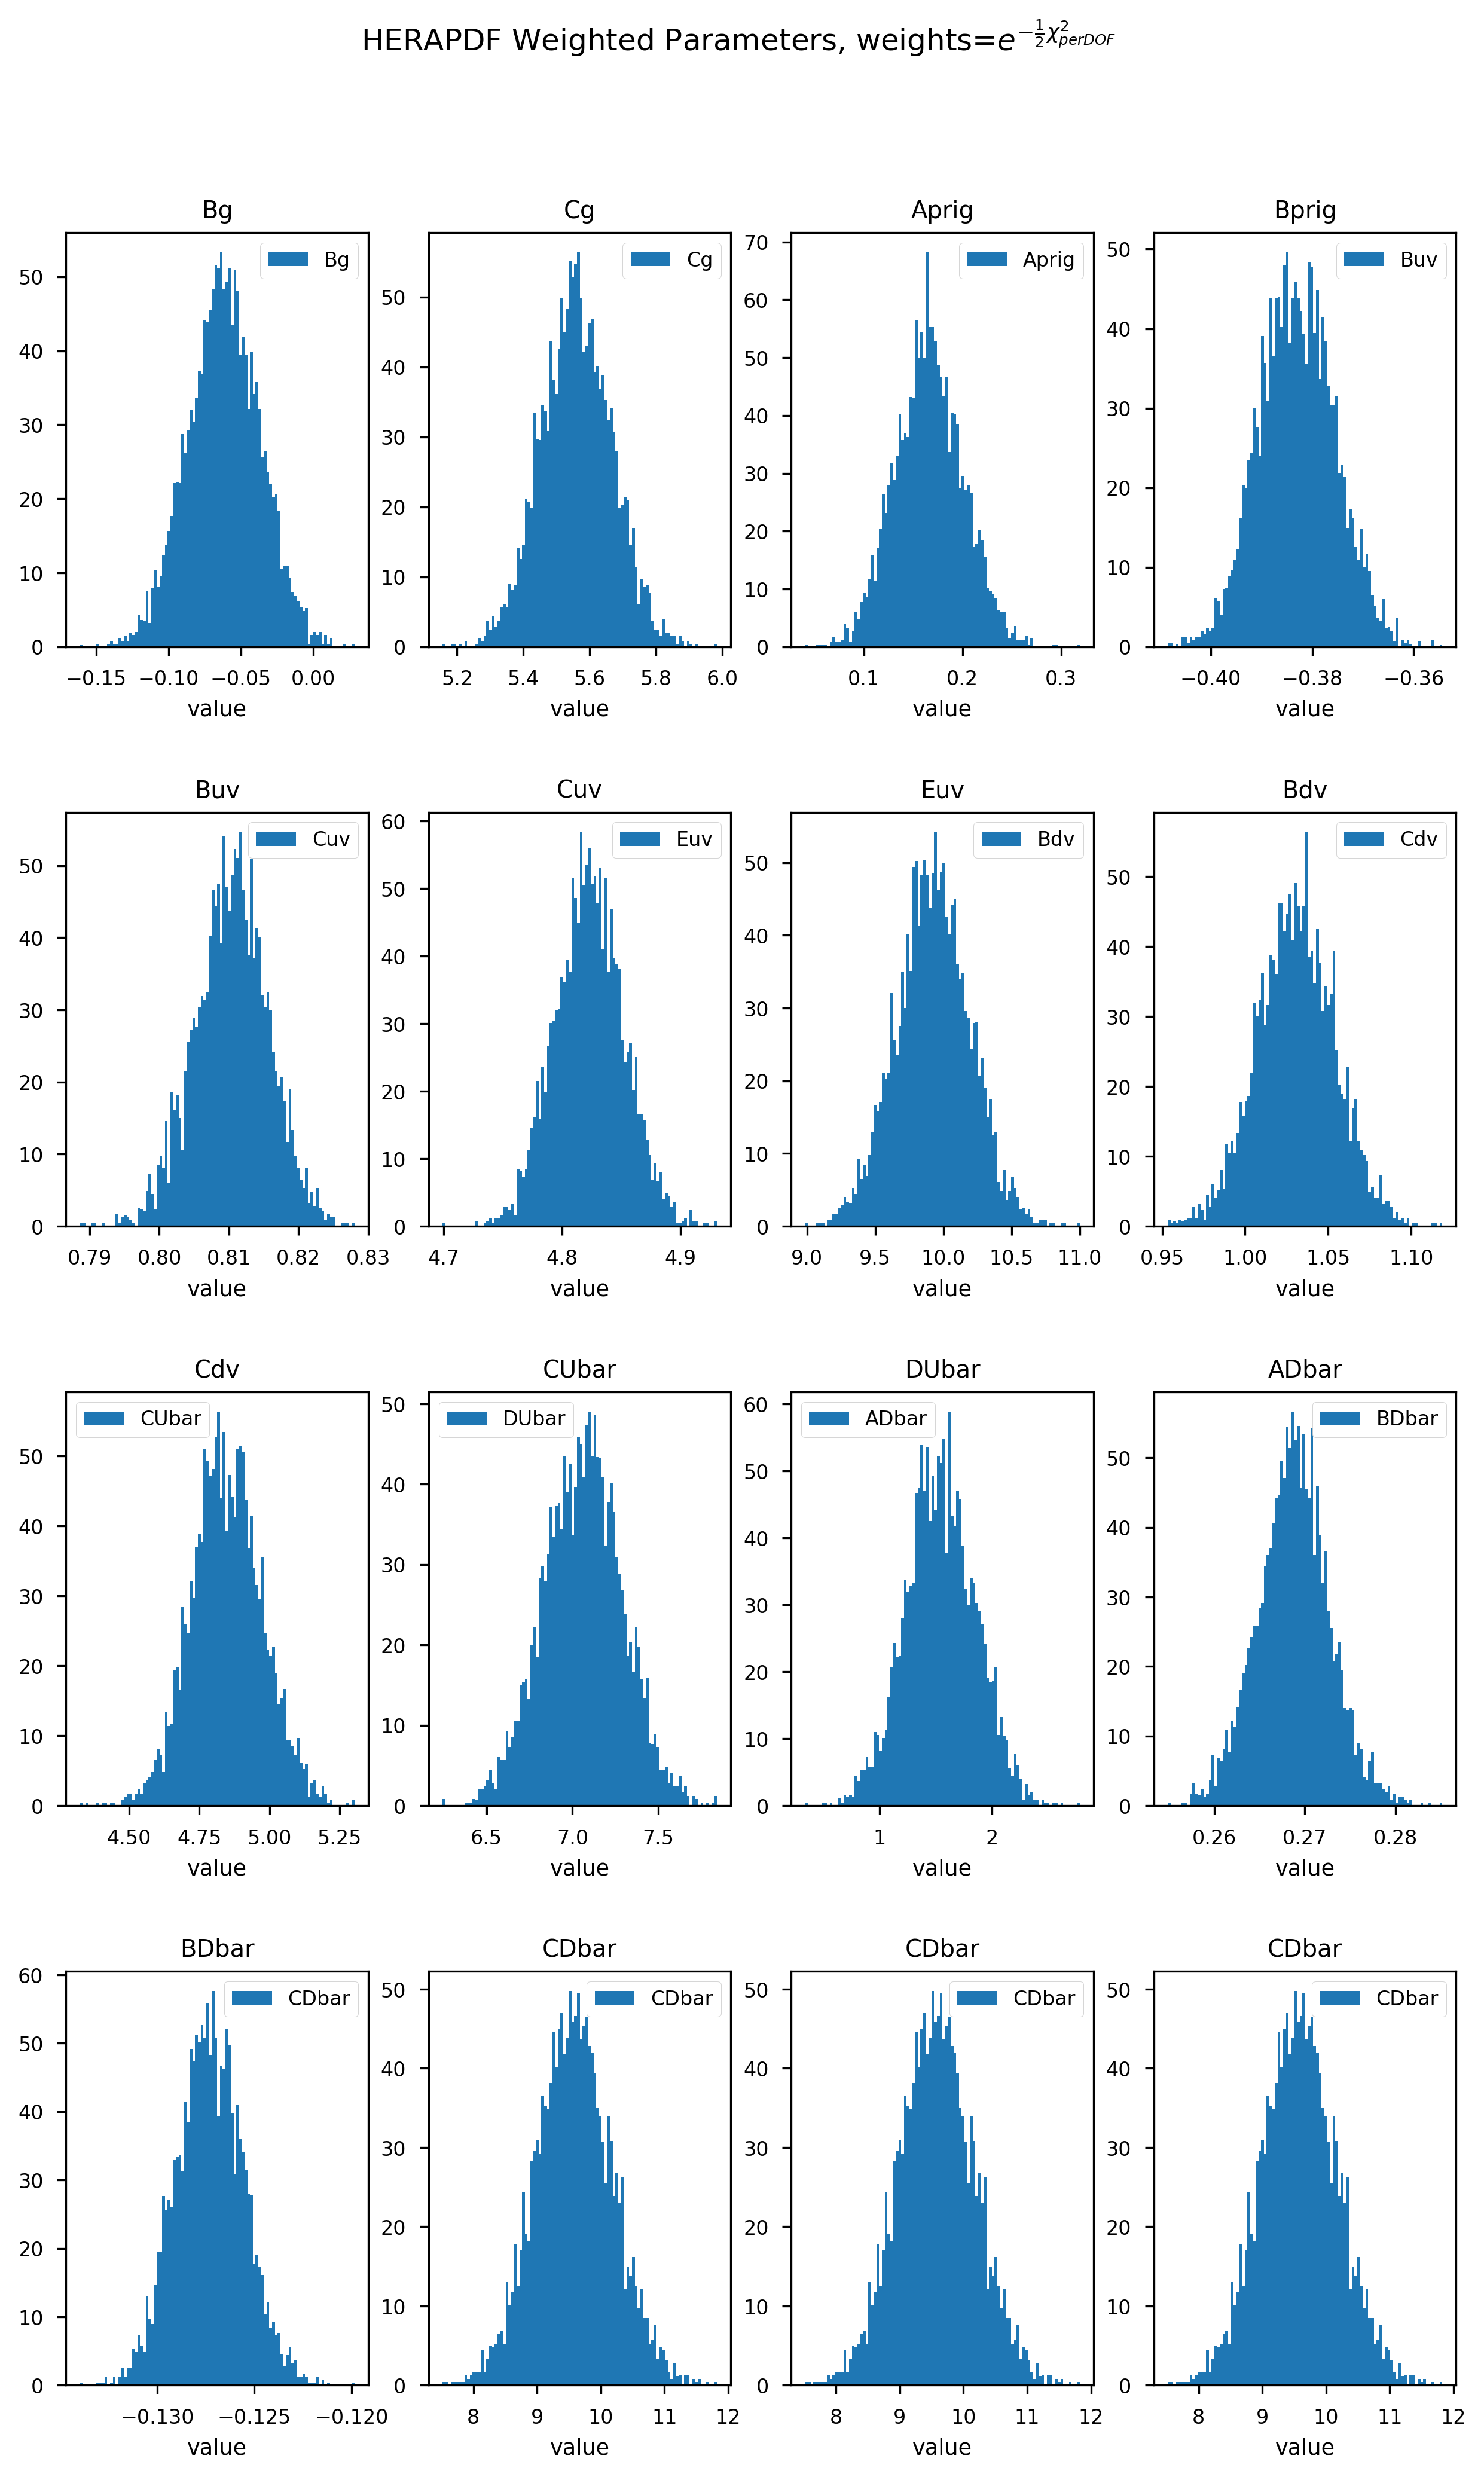 HERAPDF Weighted Parameters, weights=$e^{-\frac{1}{2}\chi^2_{perDOF}}$
Bg Cg Aprig Bprig
Bg Cg Aprig Buv
50 40 30 20 10 0
50 40 30 20 10 0
70 60 50 40 30 20 10 0
50 40 30 20 10 0
−0.15 −0.10 −0.05 0.00
5.2 5.4 5.6 5.8 6.0
0.1 0.2 0.3
−0.40 −0.38 −0.36
value value value value
Buv Cuv Euv Bdv
Cuv Euv Bdv Cdv
50 40 30 20 10 0
60 50 40 30 20 10 0
50 40 30 20 10 0
50 40 30 20 10 0
0.79 0.80 0.81 0.82 0.83
4.7 4.8 4.9
9.0 9.5 10.0 10.5 11.0
0.95 1.00 1.05 1.10
value value value value
Cdv CUbar DUbar ADbar
CUbar DUbar ADbar BDbar
50 40 30 20 10 0
50 40 30 20 10 0
60 50 40 30 20 10 0
50 40 30 20 10 0
4.50 4.75 5.00 5.25
6.5 7.0 7.5
1 2
0.26 0.27 0.28
value value value value
BDbar CDbar CDbar CDbar
CDbar CDbar CDbar CDbar
60 50 40 30 20 10 0
50 40 30 20 10 0
50 40 30 20 10 0
50 40 30 20 10 0
−0.130 −0.125 −0.120
8 9 10 11 12
8 9 10 11 12
8 9 10 11 12
value value value value